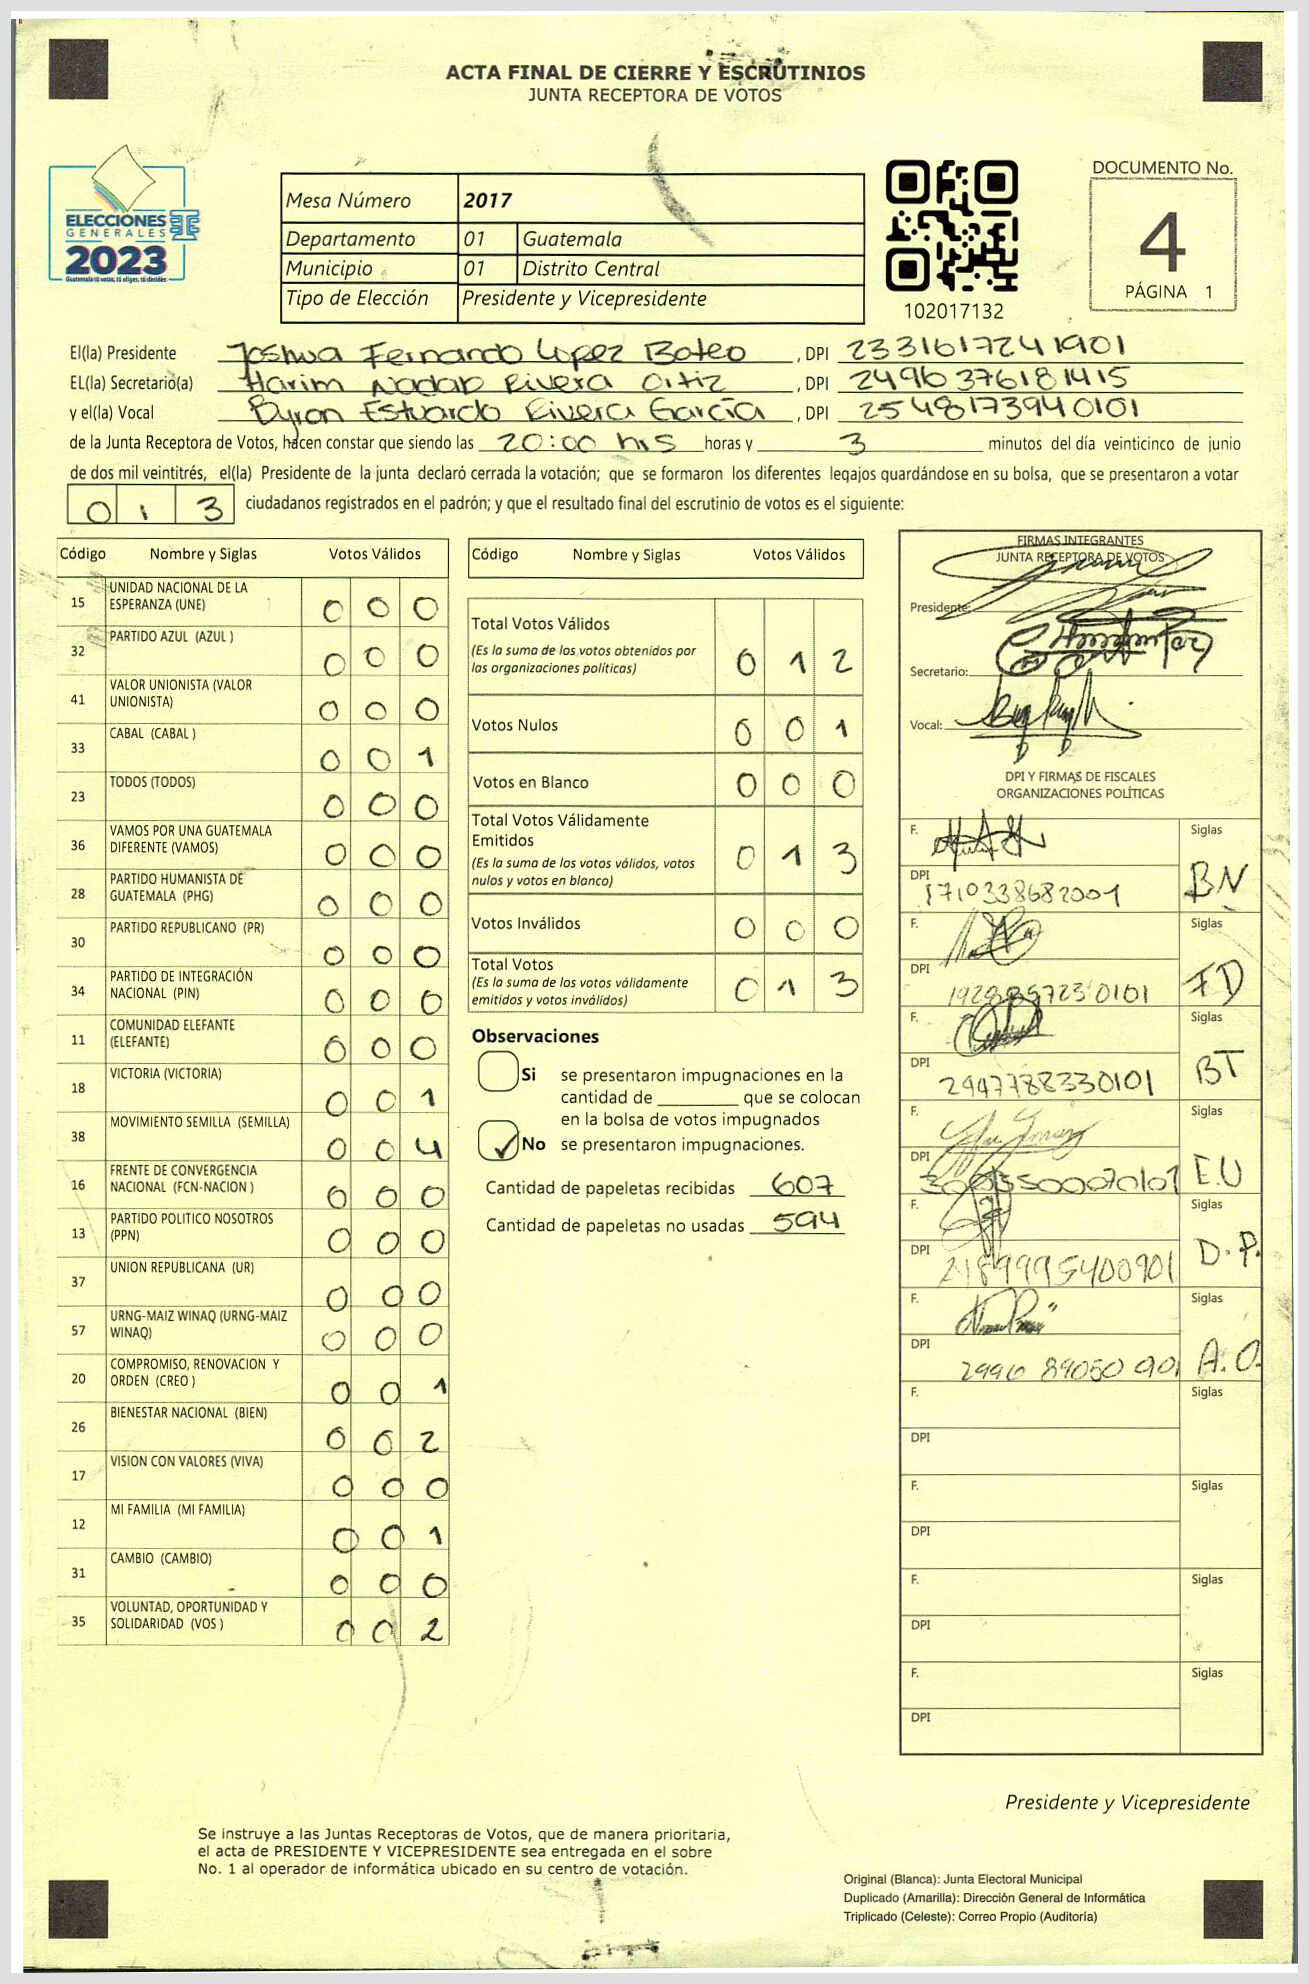 ACTA FINAL DE CIERRE Y ESCRUTINIOS
JUNTA RECEPTORA DE VOTOS
ELECCIONES
GENERALES
2023
Mesa Número 2017
Departamento 01 Guatemala
Municipio 01 Distrito Central
Tipo de Elección Presidente y Vicepresidente
102017132
DOCUMENTO No.
4
PÁGINA 1
El(la) Presidente Joshua Fernando Lopez Boteo , DPI 2331617241901
EL(la) Secretario(a) Harim Nadab Rivera Ortiz , DPI 2496376181415
y el(la) Vocal Byron Estuardo Rivera García , DPI 2548173940101
de la Junta Receptora de Votos, hacen constar que siendo las 20:00 hrs horas y 3 minutos del día veinticinco de junio
de dos mil veintitrés, el(la) Presidente de la junta declaró cerrada la votación; que se formaron los diferentes legajos guardándose en su bolsa, que se presentaron a votar
0 1 3 ciudadanos registrados en el padrón; y que el resultado final del escrutinio de votos es el siguiente:
Código Nombre y Siglas Votos Válidos
15 UNIDAD NACIONAL DE LA ESPERANZA (UNE) 0 0 0
32 PARTIDO AZUL (AZUL ) 0 0 0
41 VALOR UNIONISTA (VALOR UNIONISTA) 0 0 0
33 CABAL (CABAL ) 0 0 1
23 TODOS (TODOS) 0 0 0
36 VAMOS POR UNA GUATEMALA DIFERENTE (VAMOS) 0 0 0
28 PARTIDO HUMANISTA DE GUATEMALA (PHG) 0 0 0
30 PARTIDO REPUBLICANO (PR) 0 0 0
34 PARTIDO DE INTEGRACIÓN NACIONAL (PIN) 0 0 0
11 COMUNIDAD ELEFANTE (ELEFANTE) 0 0 0
18 VICTORIA (VICTORIA) 0 0 1
38 MOVIMIENTO SEMILLA (SEMILLA) 0 0 4
16 FRENTE DE CONVERGENCIA NACIONAL (FCN-NACION ) 0 0 0
13 PARTIDO POLITICO NOSOTROS (PPN) 0 0 0
37 UNION REPUBLICANA (UR) 0 0 0
57 URNG-MAIZ WINAQ (URNG-MAIZ WINAQ) 0 0 0
20 COMPROMISO, RENOVACION Y ORDEN (CREO ) 0 0 1
26 BIENESTAR NACIONAL (BIEN) 0 0 2
17 VISION CON VALORES (VIVA) 0 0 0
12 MI FAMILIA (MI FAMILIA) 0 0 1
31 CAMBIO (CAMBIO) 0 0 0
35 VOLUNTAD, OPORTUNIDAD Y SOLIDARIDAD (VOS ) 0 0 2
Código Nombre y Siglas Votos Válidos
Total Votos Válidos
(Es la suma de los votos obtenidos por
las organizaciones políticas) 0 1 2
Votos Nulos 0 0 1
Votos en Blanco 0 0 0
Total Votos Válidamente
Emitidos
(Es la suma de los votos válidos, votos
nulos y votos en blanco) 0 1 3
Votos Inválidos 0 0 0
Total Votos
(Es la suma de los votos válidamente
emitidos y votos inválidos) 0 1 3
Observaciones
Si se presentaron impugnaciones en la
cantidad de ________ que se colocan
en la bolsa de votos impugnados
No se presentaron impugnaciones.
Cantidad de papeletas recibidas 607
Cantidad de papeletas no usadas 594
FIRMAS INTEGRANTES
JUNTA RECEPTORA DE VOTOS
Presidente:
Secretario:
Vocal:
DPI Y FIRMAS DE FISCALES
ORGANIZACIONES POLÍTICAS
F. Siglas
DPI 1710338682001 BN
F. Siglas
DPI FD
F. Siglas
DPI 2947788330101 BT
F. Siglas
DPI E.U
F. Siglas
DPI 2189995400901 D.P.
F. Siglas
DPI A.O.
F. Siglas
DPI
F. Siglas
DPI
F. Siglas
DPI
F. Siglas
DPI
Presidente y Vicepresidente
Se instruye a las Juntas Receptoras de Votos, que de manera prioritaria,
el acta de PRESIDENTE Y VICEPRESIDENTE sea entregada en el sobre
No. 1 al operador de informática ubicado en su centro de votación.
Original (Blanca): Junta Electoral Municipal
Duplicado (Amarilla): Dirección General de Informática
Triplicado (Celeste): Correo Propio (Auditoría)